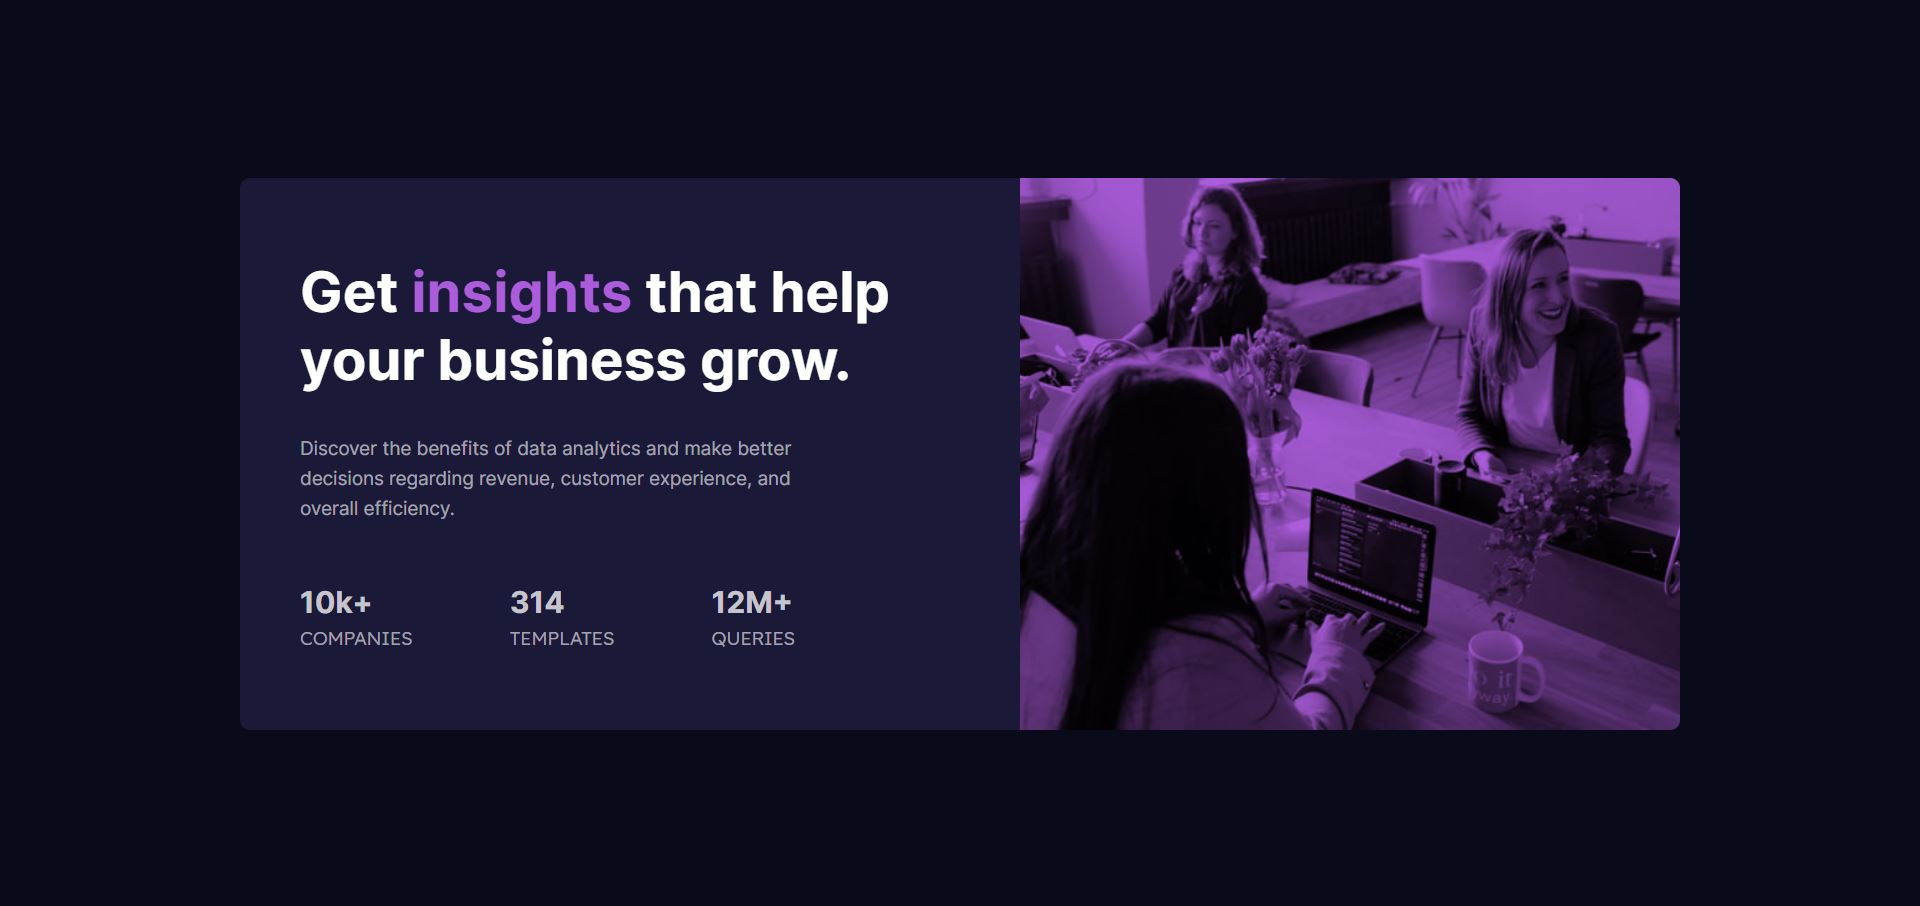 Get insights that help
your business grow.
Discover the benefits of data analytics and make better
decisions regarding revenue, customer experience, and
overall efficiency.
10k+ 314 12M+
COMPANIES TEMPLATES QUERIES